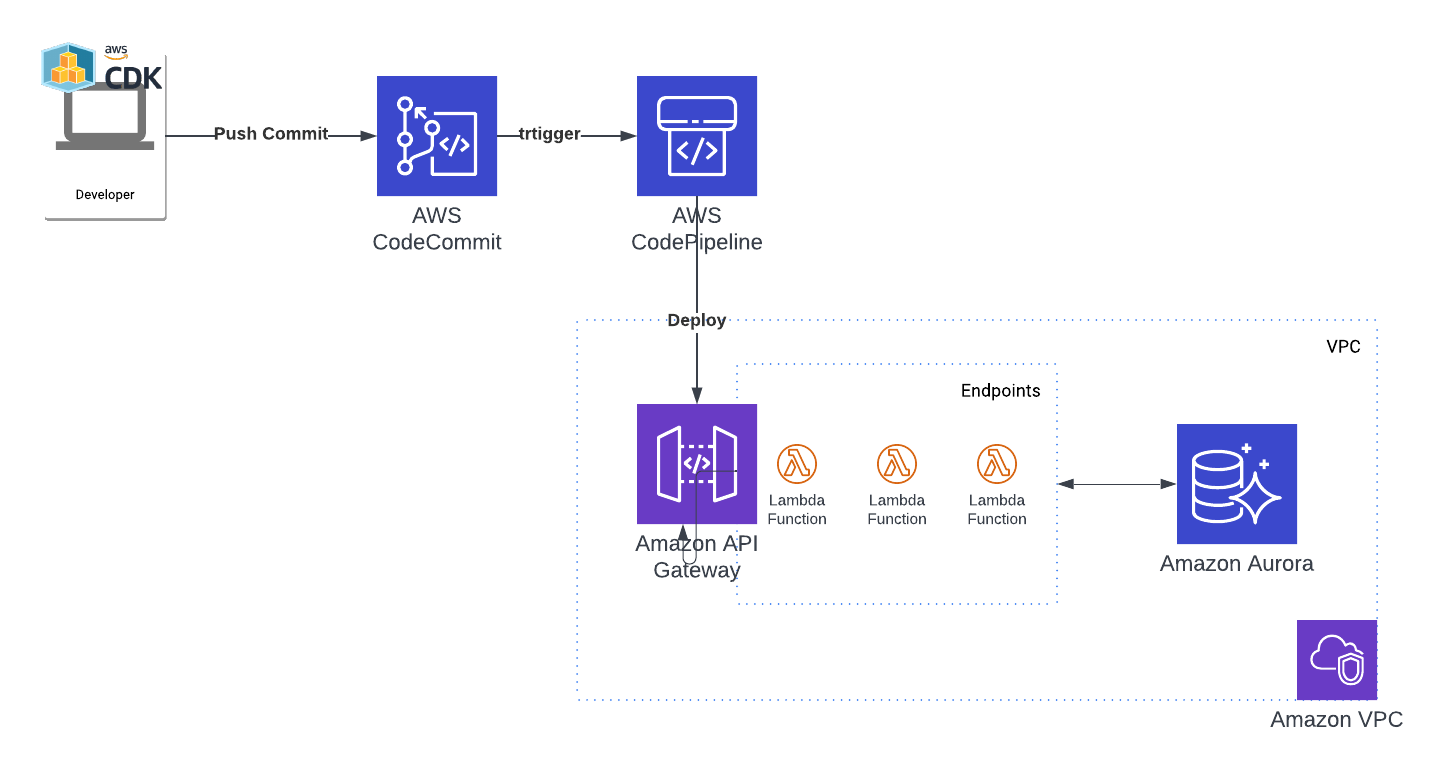 aws
CDK
Developer
Push Commit
trtigger
AWS
CodeCommit
AWS
CodePipeline
Deploy
VPC
Endpoints
Lambda
Function
Lambda
Function
Lambda
Function
Amazon API
Gateway
Amazon Aurora
Amazon VPC